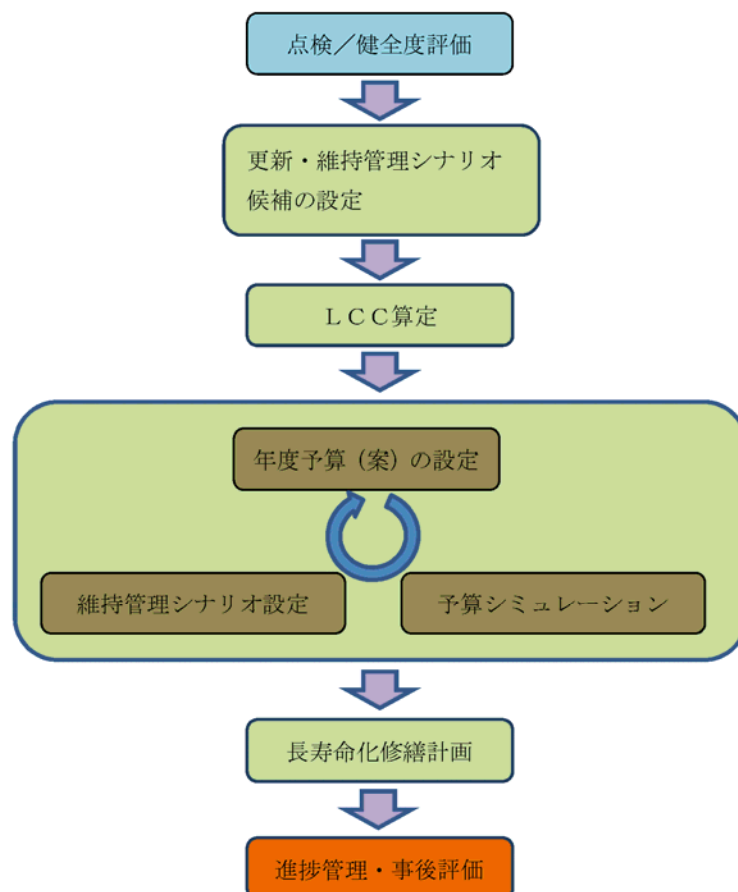 点検／健全度評価
更新・維持管理シナリオ
候補の設定
ＬＣＣ算定
年度予算（案）の設定
維持管理シナリオ設定
予算シミュレーション
長寿命化修繕計画
進捗管理・事後評価